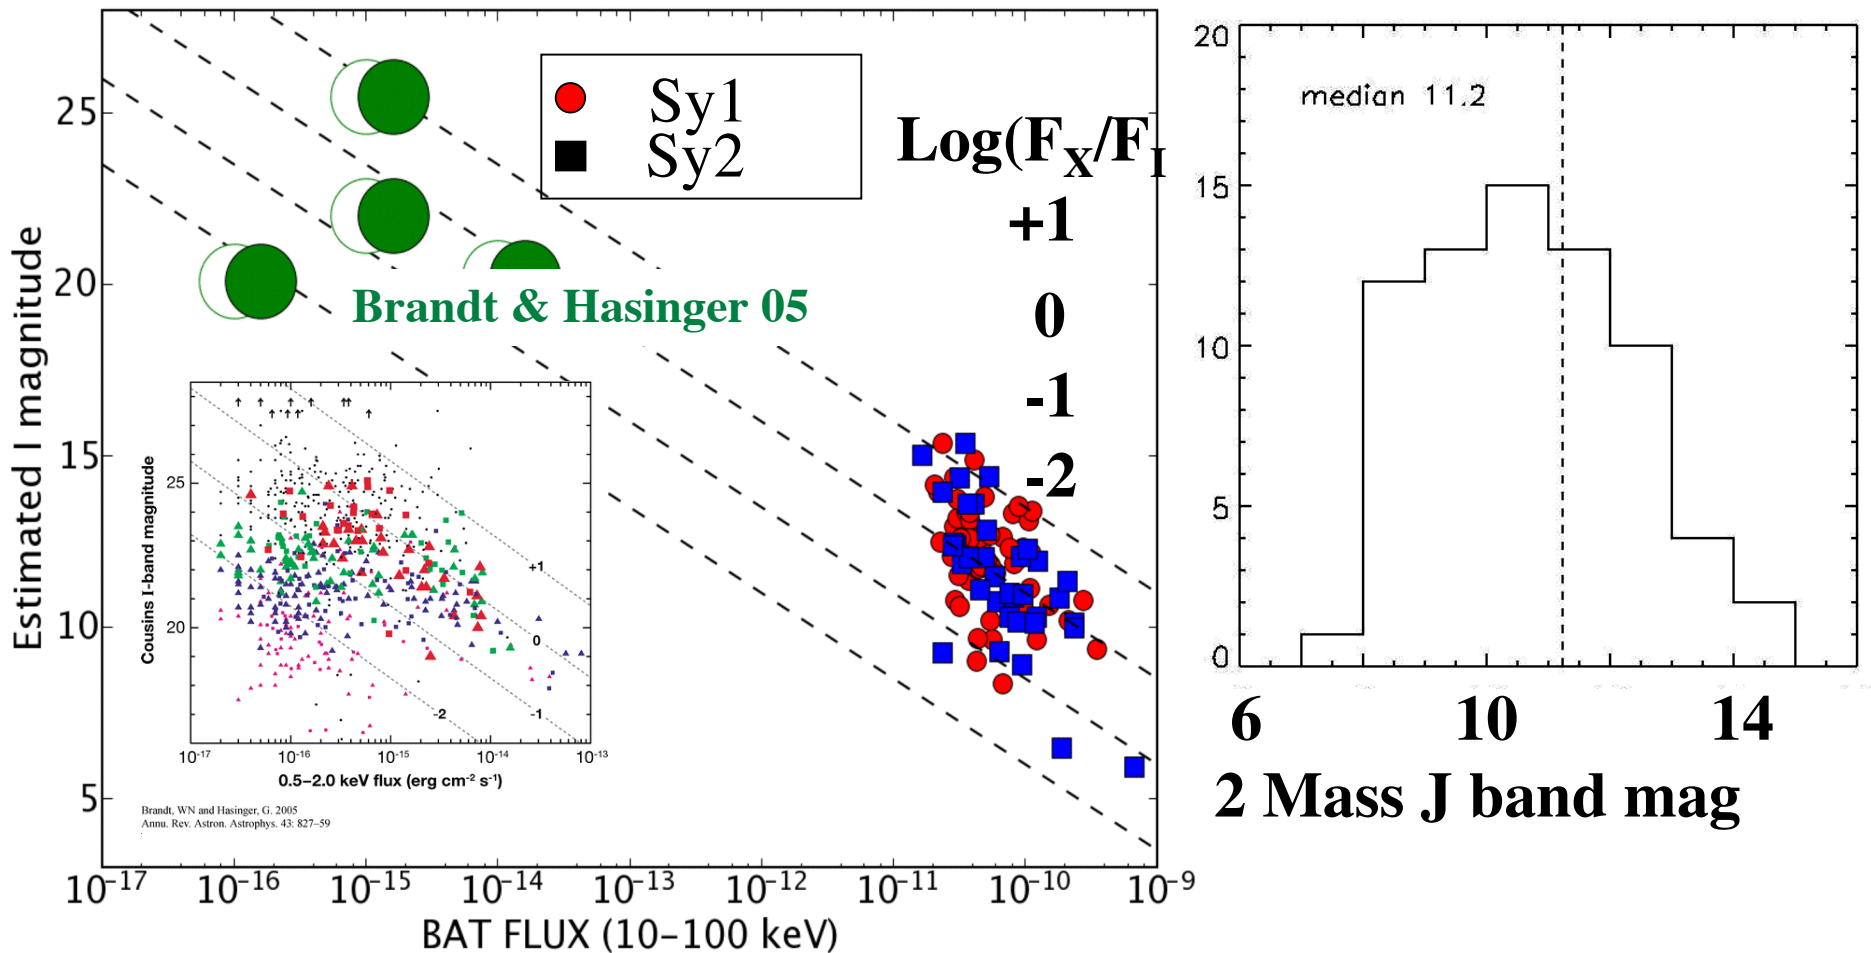 Sy1
Sy2
Log(F_X/F_I
+1
0
-1
-2
25
20
15
10
5
Estimated I magnitude
Brandt & Hasinger 05
25
20
Cousins I-band magnitude
+1
0
-1
-2
10⁻¹⁷ 10⁻¹⁶ 10⁻¹⁵ 10⁻¹⁴ 10⁻¹³
0.5–2.0 keV flux (erg cm⁻² s⁻¹)
Brandt, WN and Hasinger, G. 2005
Annu. Rev. Astron. Astrophys. 43: 827–59
10⁻¹⁷ 10⁻¹⁶ 10⁻¹⁵ 10⁻¹⁴ 10⁻¹³ 10⁻¹² 10⁻¹¹ 10⁻¹⁰ 10⁻⁹
BAT FLUX (10–100 keV)
20
15
10
5
0
median 11.2
6 10 14
2 Mass J band mag